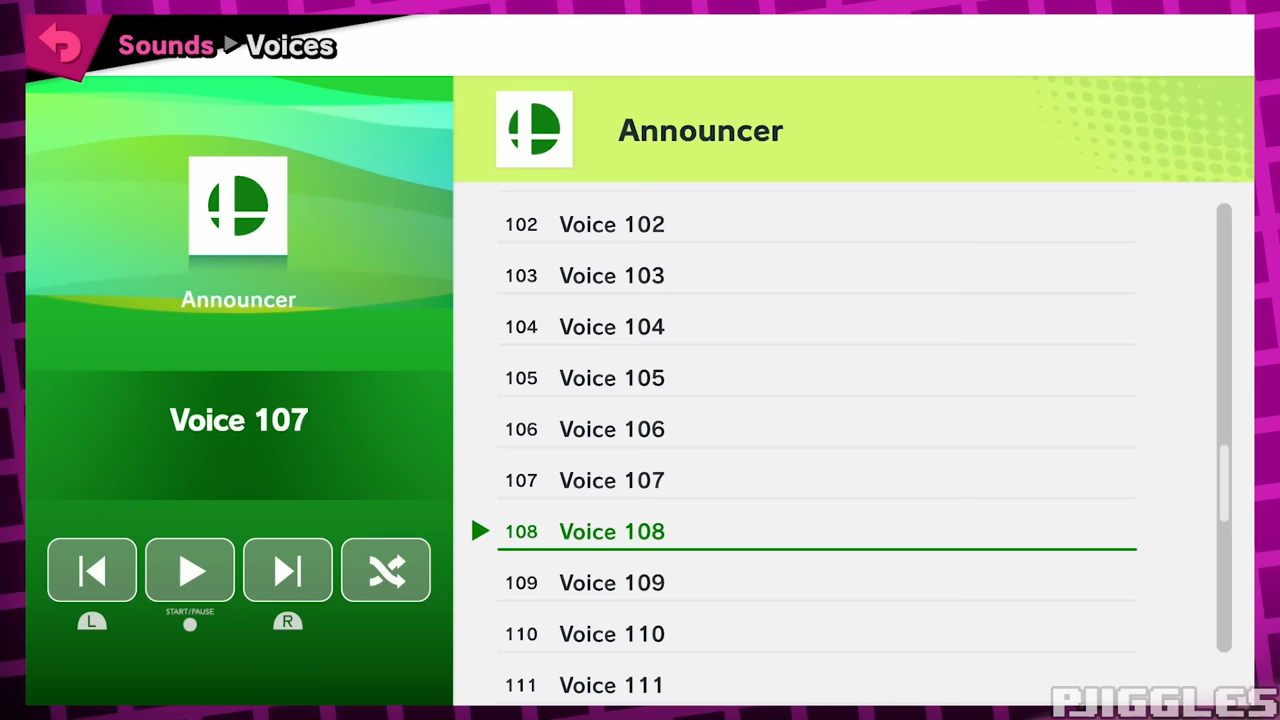 Sounds ▶ Voices
Announcer
Voice 107
START/PAUSE
L
R
Announcer
102 Voice 102
103 Voice 103
104 Voice 104
105 Voice 105
106 Voice 106
107 Voice 107
108 Voice 108
109 Voice 109
110 Voice 110
111 Voice 111
PJIGGLES